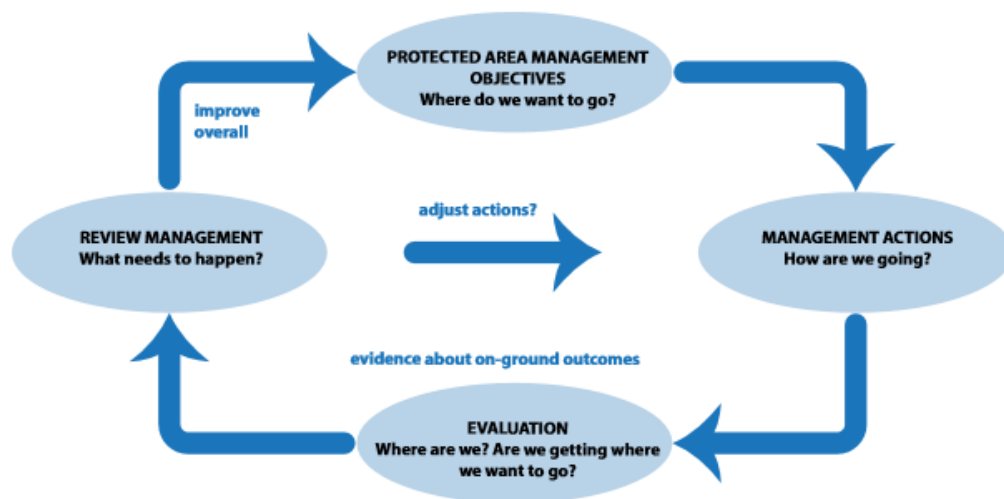 PROTECTED AREA MANAGEMENT
OBJECTIVES
Where do we want to go?
improve
overall
adjust actions?
REVIEW MANAGEMENT
What needs to happen?
MANAGEMENT ACTIONS
How are we going?
evidence about on-ground outcomes
EVALUATION
Where are we? Are we getting where
we want to go?